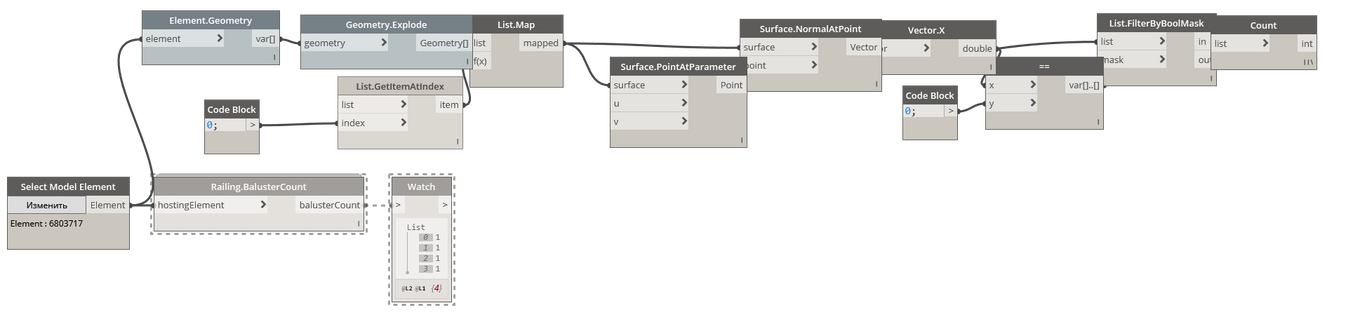 Element.Geometry
element > var[]
Geometry.Explode
geometry > Geometry[]
List.Map
list mapped
f(x)
List.GetItemAtIndex
list > item
index >
Code Block
0; >
Surface.PointAtParameter
surface > Point
u >
v >
Surface.NormalAtPoint
surface > Vector
point >
Vector.X
> double
Code Block
0; >
==
x > var[]..[]
y >
List.FilterByBoolMask
list > in
mask > out
Count
list > int
Select Model Element
Изменить Element
Element : 6803717
Railing.BalusterCount
hostingElement > balusterCount
Watch
> >
List
0 1
1 1
2 1
3 1
@L2 @L1 {4}